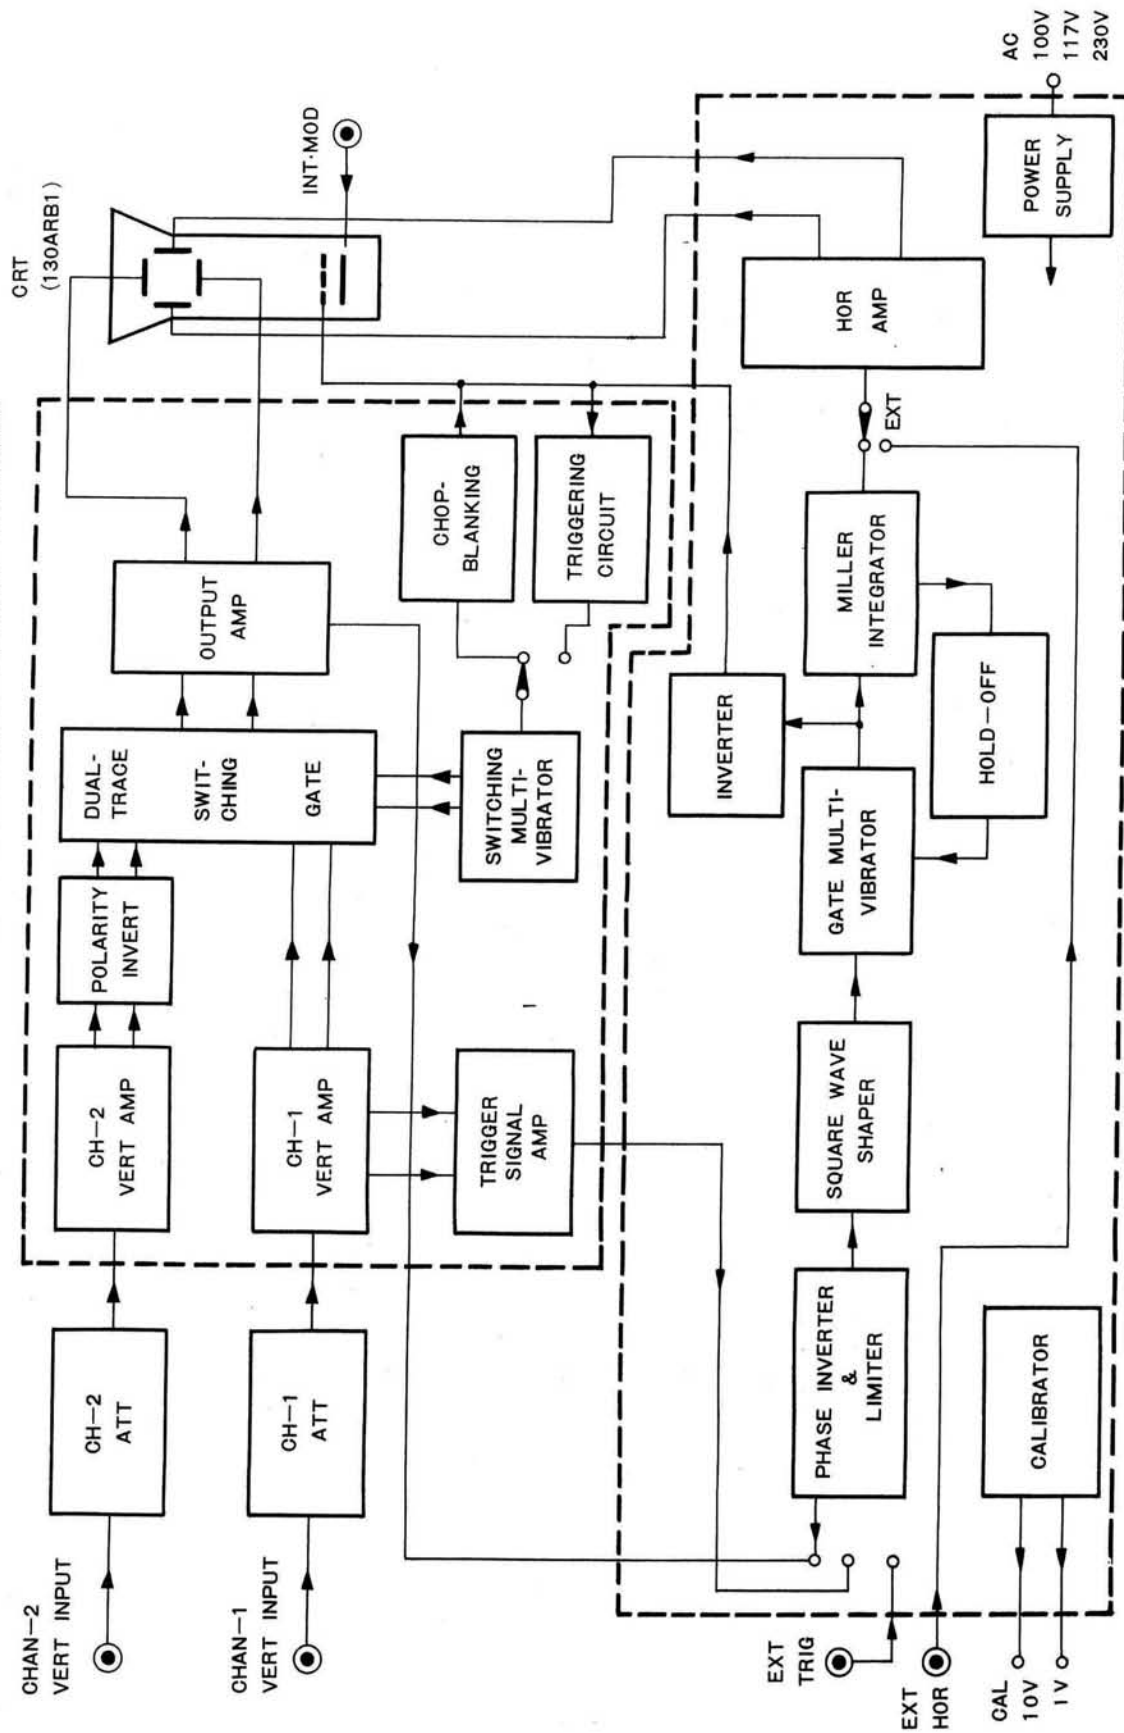 CHAN-2
VERT INPUT
CH-2
ATT
CH-2
VERT AMP
POLARITY
INVERT
DUAL-
TRACE
SWIT-
CHING
GATE
OUTPUT
AMP
CRT
(130ARB1)
INT·MOD
CHAN-1
VERT INPUT
CH-1
ATT
CH-1
VERT AMP
TRIGGER
SIGNAL
AMP
SWITCHING
MULTI-
VIBRATOR
CHOP-
BLANKING
TRIGGERING
CIRCUIT
EXT
TRIG
PHASE INVERTER
&
LIMITER
SQUARE WAVE
SHAPER
GATE MULTI-
VIBRATOR
INVERTER
MILLER
INTEGRATOR
HOLD-OFF
EXT
HOR
AMP
EXT
HOR
CAL
10V
1V
CALIBRATOR
POWER
SUPPLY
AC
100V
117V
230V